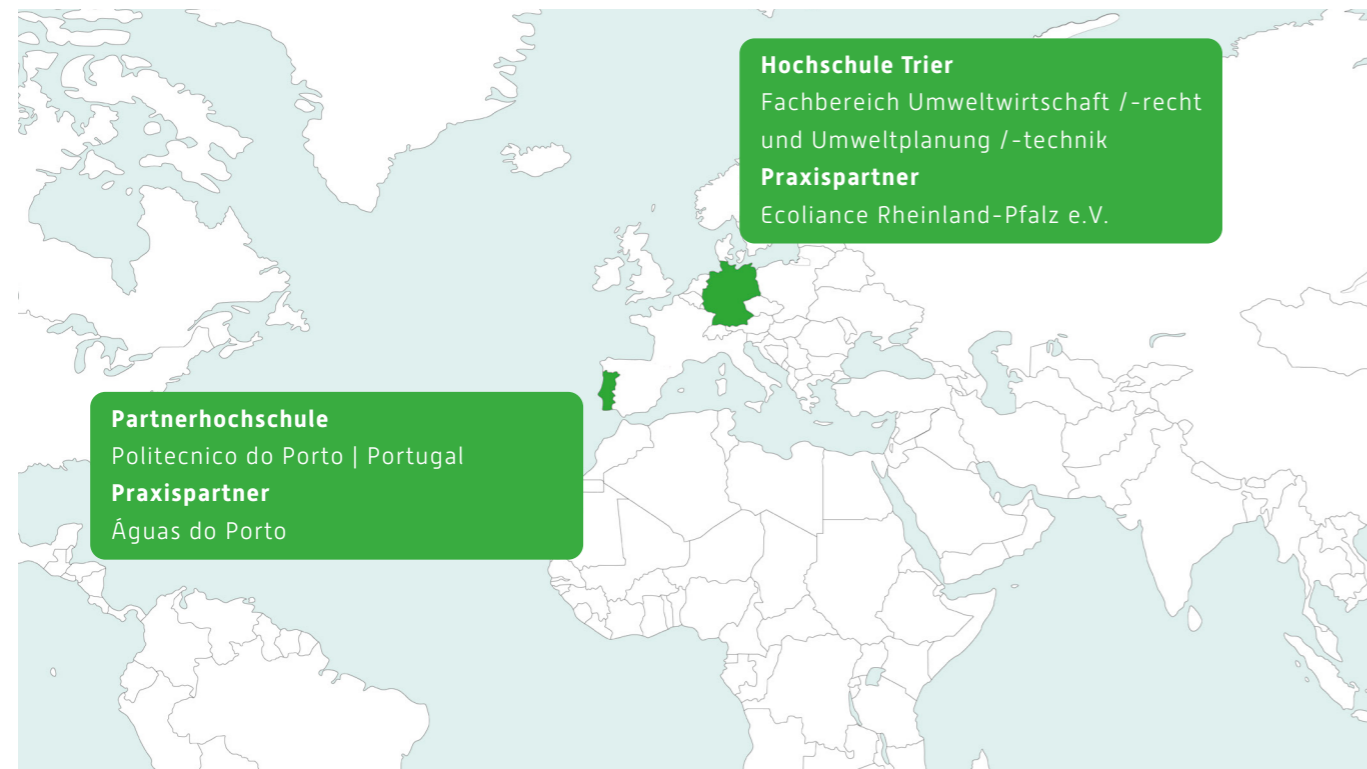 Hochschule Trier
Fachbereich Umweltwirtschaft /-recht
und Umweltplanung /-technik
Praxispartner
Ecoliance Rheinland-Pfalz e.V.
Partnerhochschule
Politecnico do Porto | Portugal
Praxispartner
Águas do Porto